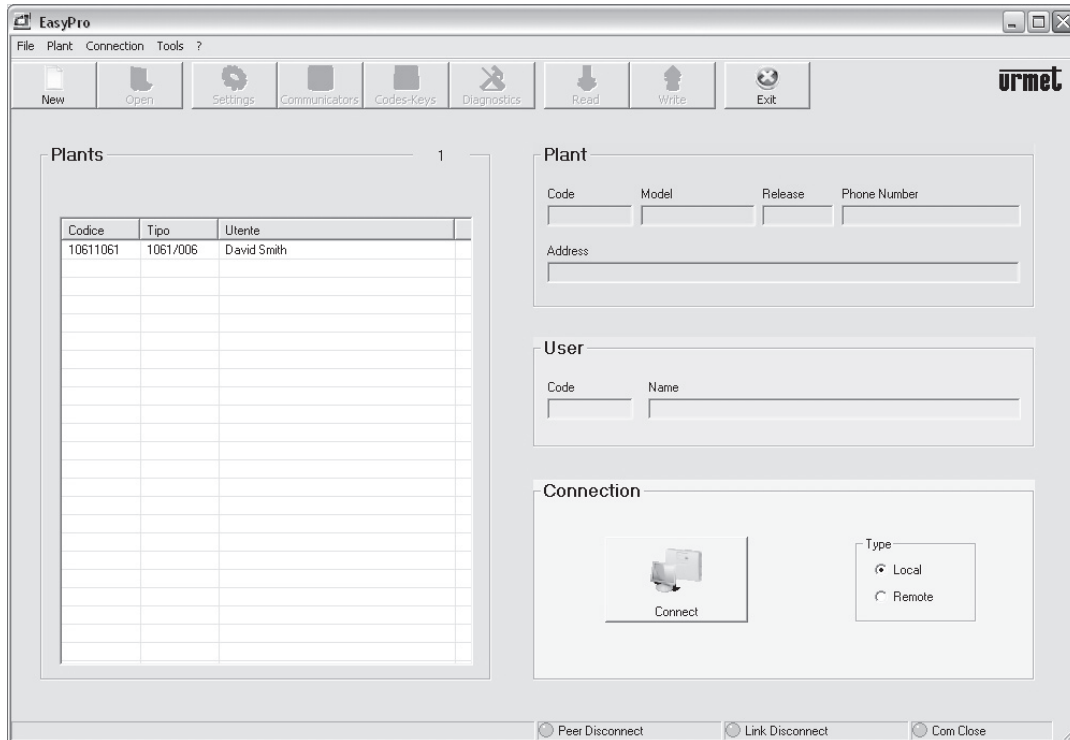 EasyPro
File Plant Connection Tools ?
New Open Settings Communicators Codes-Keys Diagnostics Read Write Exit
urmet
Plants 1
Codice Tipo Utente
10611061 1061/006 David Smith
Plant
Code Model Release Phone Number
Address
User
Code Name
Connection
Connect
Type
Local
Remote
Peer Disconnect Link Disconnect Com Close